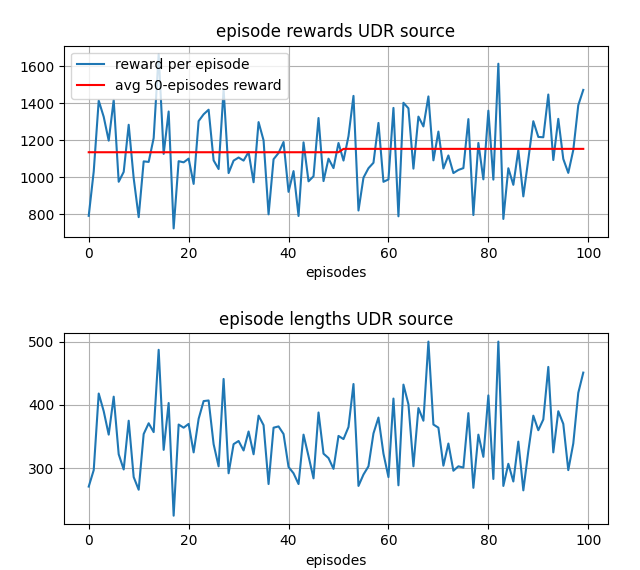 episode rewards UDR source
reward per episode
avg 50-episodes reward
1600
1400
1200
1000
800
0 20 40 60 80 100
episodes
episode lengths UDR source
500
400
300
0 20 40 60 80 100
episodes